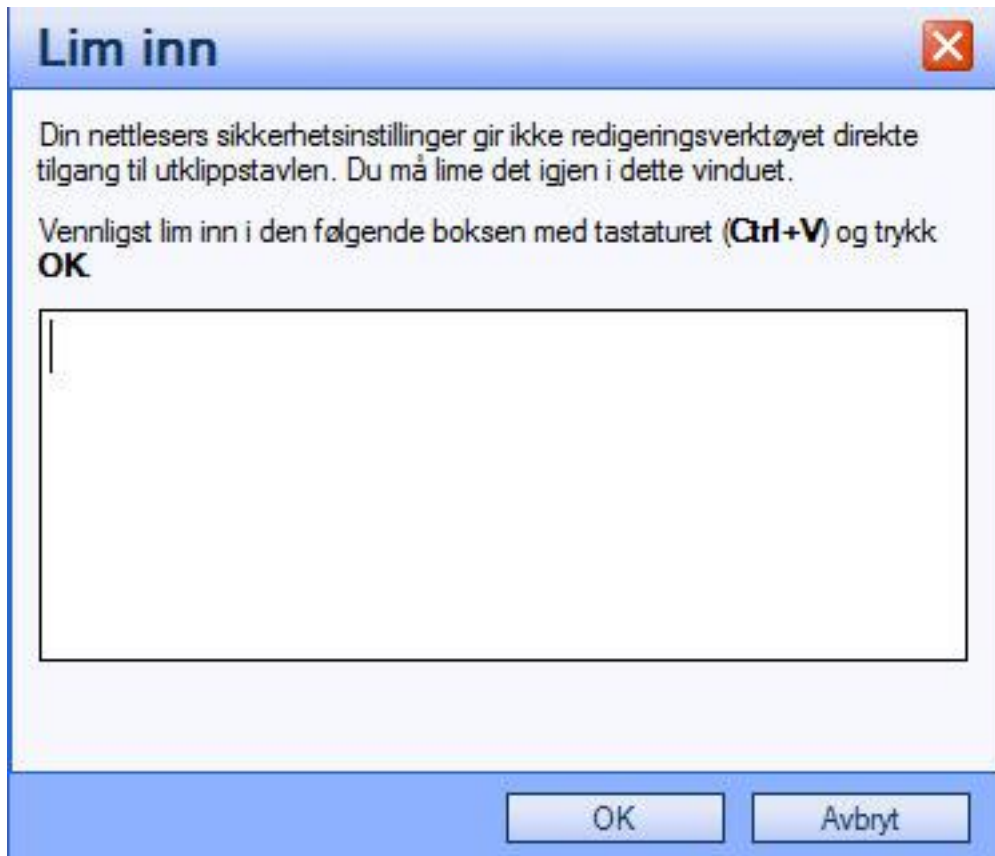 Lim inn
Din nettlesers sikkerhetsinstillinger gir ikke redigeringsverktøyet direkte
tilgang til utklippstavlen. Du må lime det igjen i dette vinduet.
Vennligst lim inn i den følgende boksen med tastaturet (Ctrl+V) og trykk
OK.
OK
Avbryt